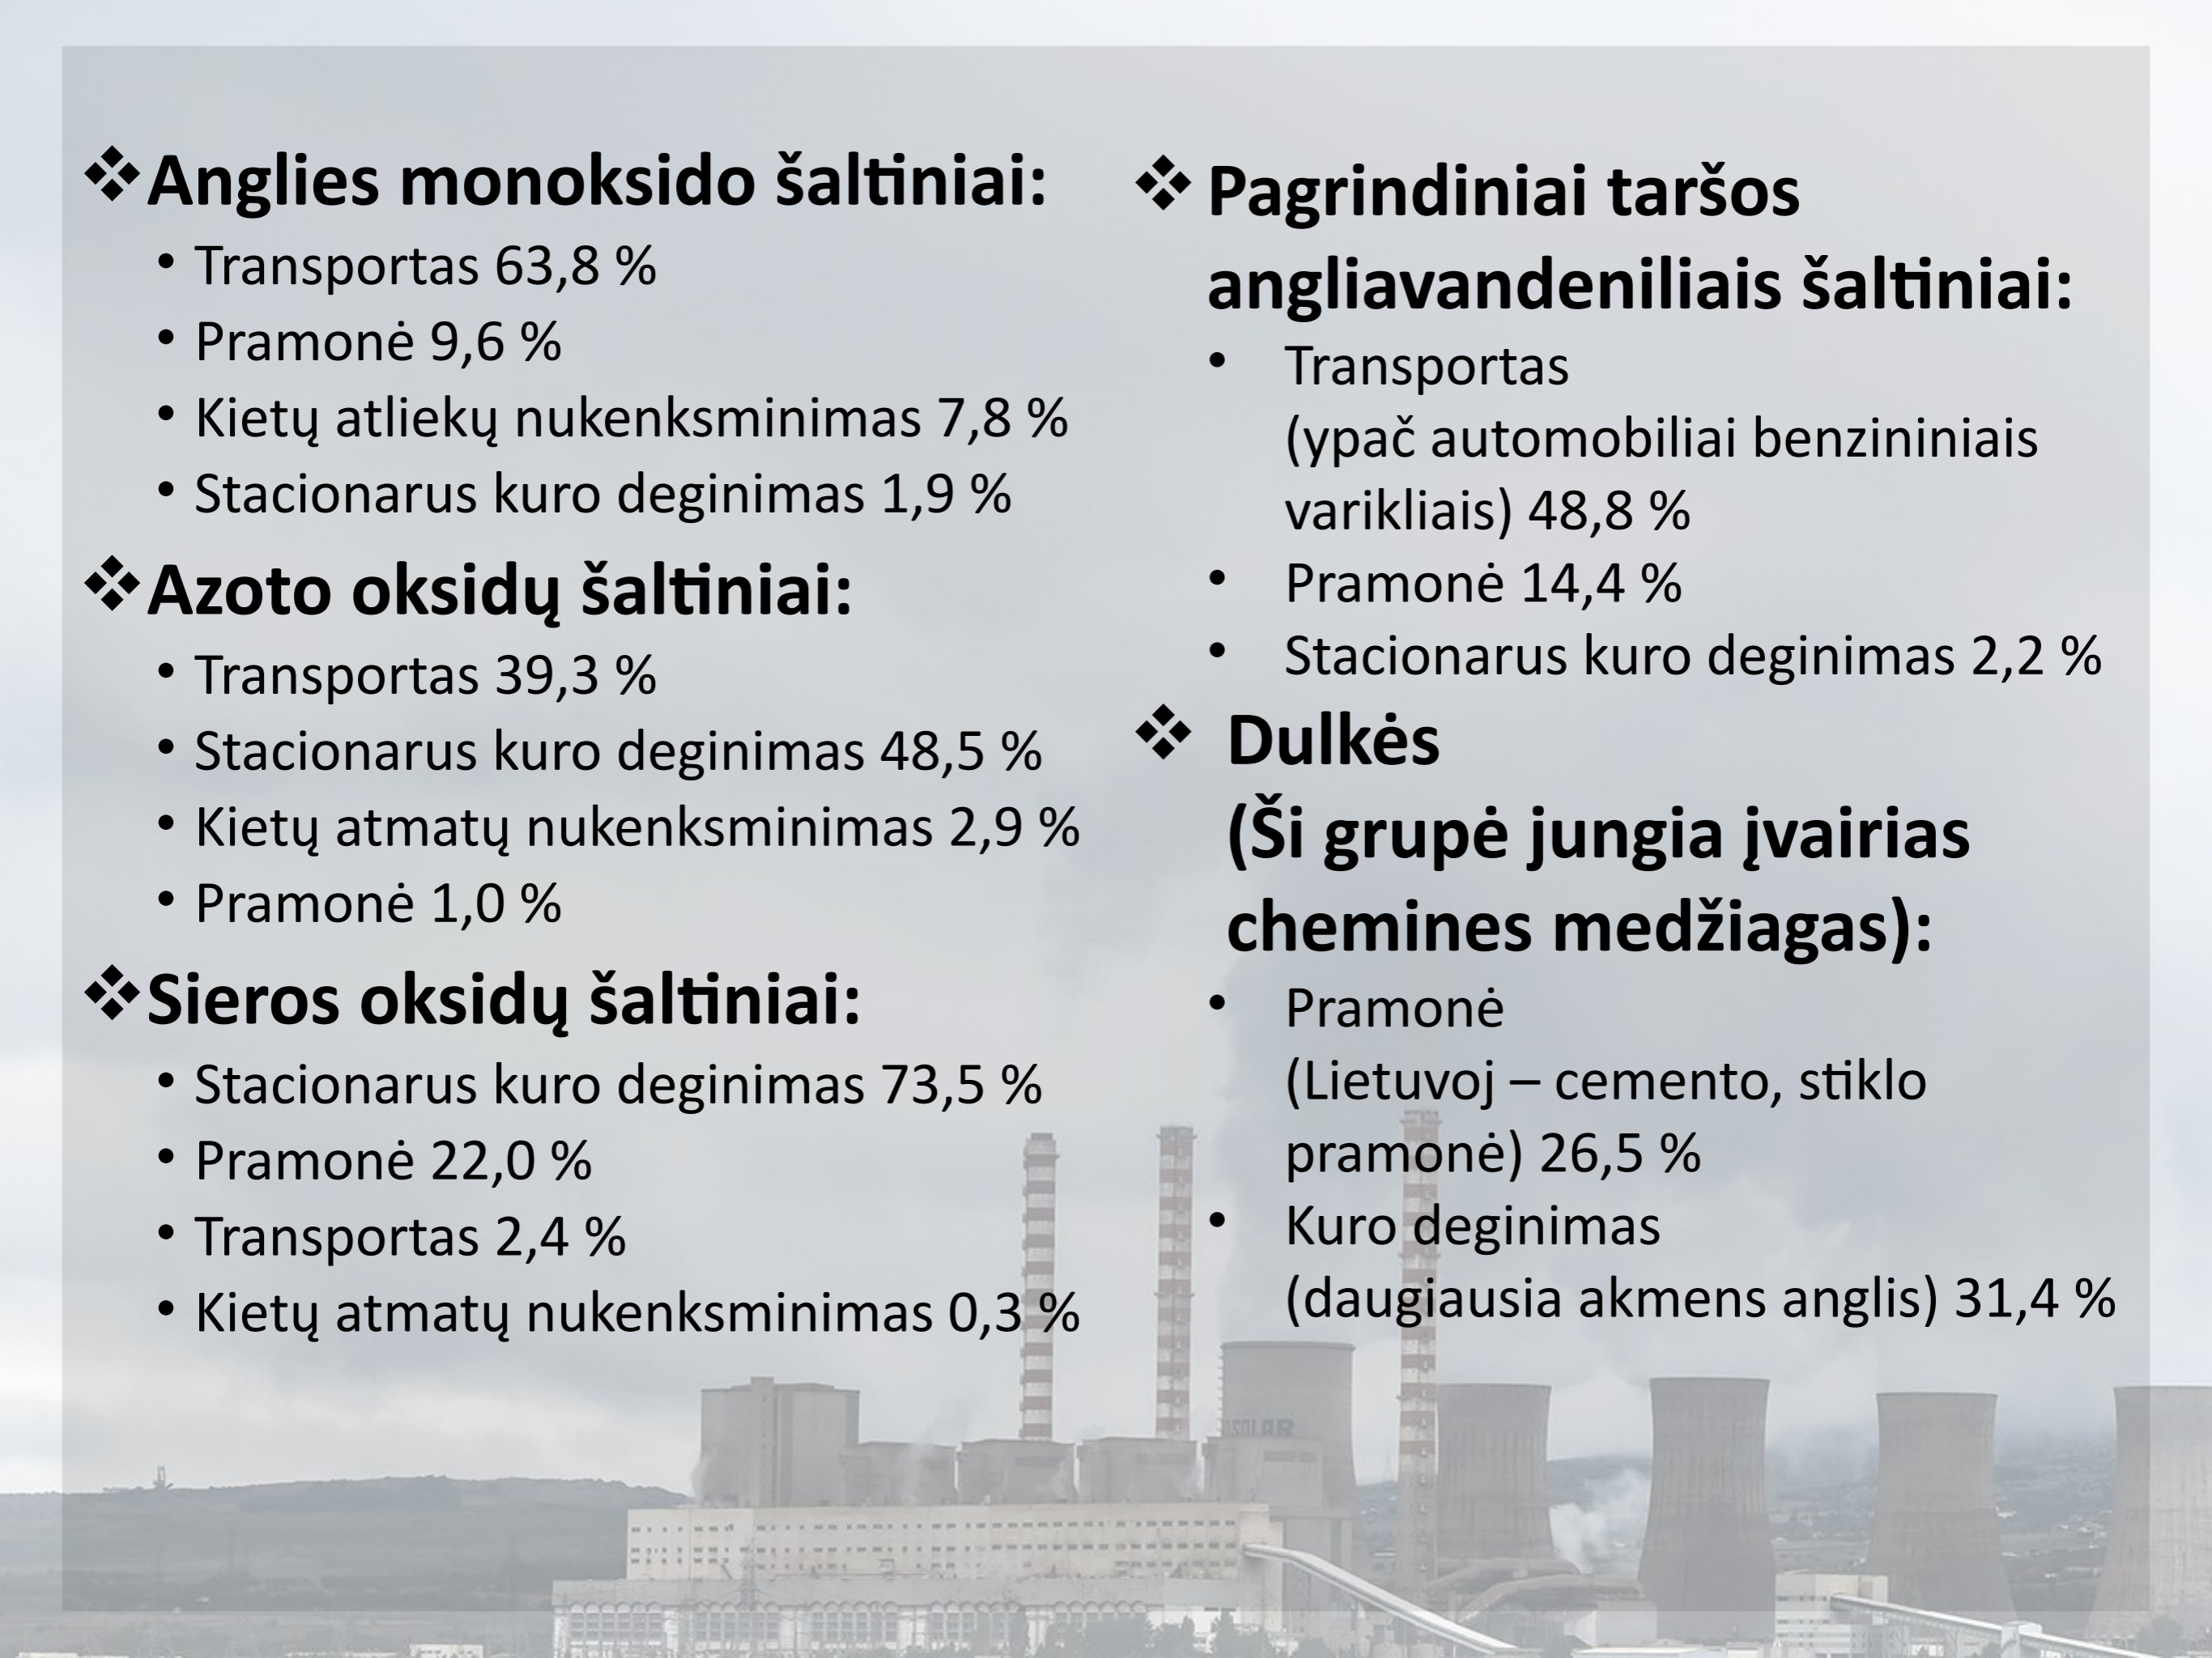 ❖Anglies monoksido šaltiniai:
• Transportas 63,8 %
• Pramonė 9,6 %
• Kietų atliekų nukenksminimas 7,8 %
• Stacionarus kuro deginimas 1,9 %
❖Azoto oksidų šaltiniai:
• Transportas 39,3 %
• Stacionarus kuro deginimas 48,5 %
• Kietų atmatų nukenksminimas 2,9 %
• Pramonė 1,0 %
❖Sieros oksidų šaltiniai:
• Stacionarus kuro deginimas 73,5 %
• Pramonė 22,0 %
• Transportas 2,4 %
• Kietų atmatų nukenksminimas 0,3 %
❖ Pagrindiniai taršos
angliavandeniliais šaltiniai:
• Transportas
(ypač automobiliai benzininiais
varikliais) 48,8 %
• Pramonė 14,4 %
• Stacionarus kuro deginimas 2,2 %
❖ Dulkės
(Ši grupė jungia įvairias
chemines medžiagas):
• Pramonė
(Lietuvoj – cemento, stiklo
pramonė) 26,5 %
• Kuro deginimas
(daugiausia akmens anglis) 31,4 %